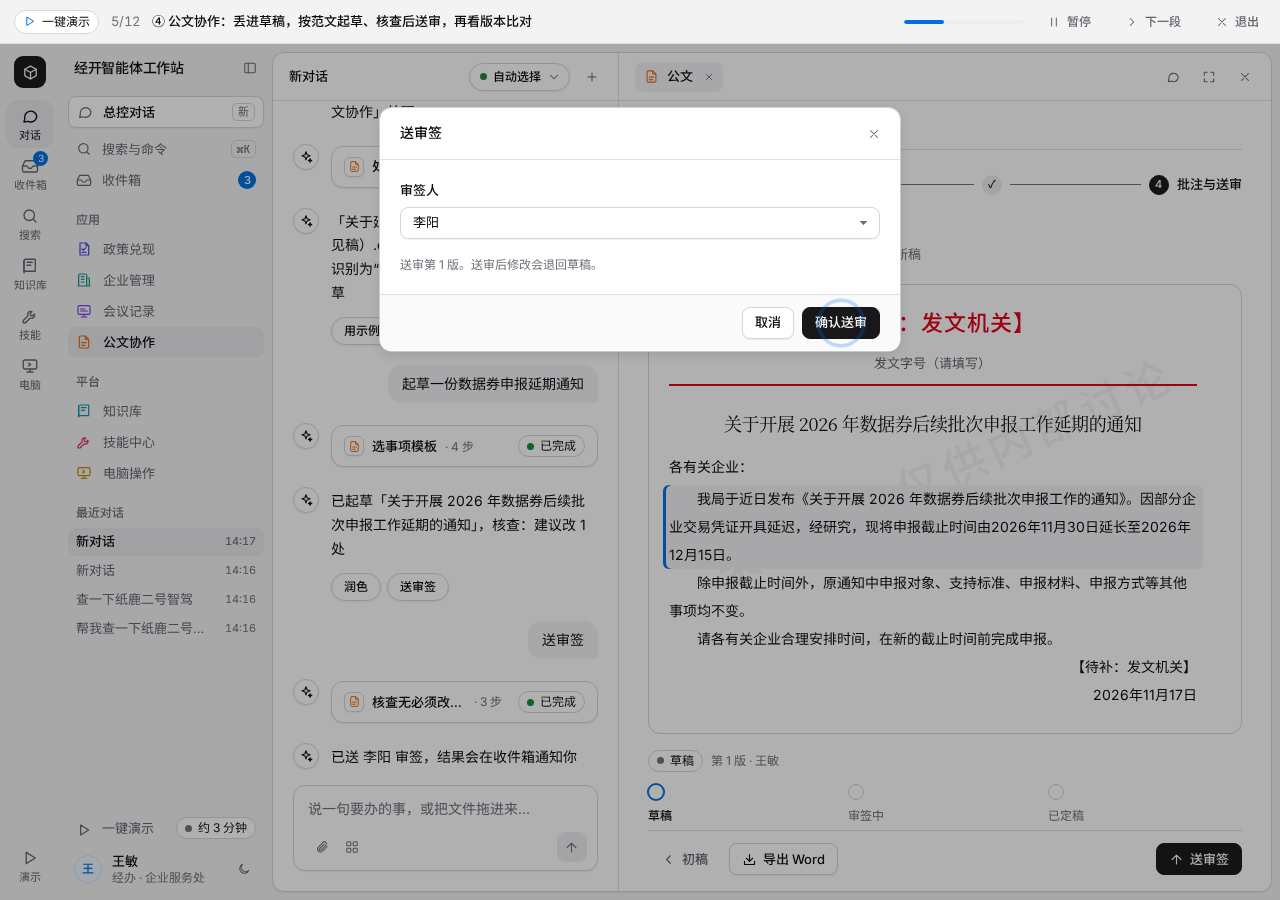 一键演示
5/12
④ 公文协作：丢进草稿，按范文起草、核查后送审，再看版本比对
暂停
下一段
退出
对话
收件箱
3
搜索
知识库
技能
电脑
演示
经开智能体工作站
总控对话
新
搜索与命令
⌘K
收件箱
3
应用
政策兑现
企业管理
会议记录
公文协作
平台
知识库
技能中心
电脑操作
最近对话
新对话 14:17
新对话 14:16
查一下纸鹿二号智驾 14:16
帮我查一下纸鹿二号... 14:16
一键演示
约 3 分钟
王
王敏
经办 · 企业服务处
新对话
自动选择
文协作」
「关于
见稿）.
识别为“
草
用示例
起草一份数据券申报延期通知
选事项模板 · 4 步 已完成
已起草「关于开展 2026 年数据券后续批
次申报工作延期的通知」，核查：建议改 1
处
润色
送审签
送审签
核查无必须改... · 3 步 已完成
已送 李阳 审签，结果会在收件箱通知你
说一句要办的事，或把文件拖进来...
送审签
审签人
李阳
送审第 1 版。送审后修改会退回草稿。
取消
确认送审
公文
4 批注与送审
稿
：发文机关】
发文字号（请填写）
关于开展 2026 年数据券后续批次申报工作延期的通知
仅供内部讨论
各有关企业：
我局于近日发布《关于开展 2026 年数据券后续批次申报工作的通知》。因部分企
业交易凭证开具延迟，经研究，现将申报截止时间由2026年11月30日延长至2026年
12月15日。
除申报截止时间外，原通知中申报对象、支持标准、申报材料、申报方式等其他
事项均不变。
请各有关企业合理安排时间，在新的截止时间前完成申报。
【待补：发文机关】
2026年11月17日
草稿
第 1 版 · 王敏
草稿
审签中
已定稿
初稿
导出 Word
送审签